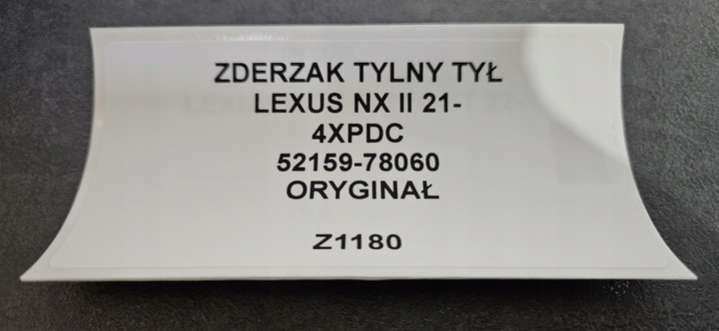 ZDERZAK TYLNY TYŁ
LEXUS NX II 21-
4XPDC
52159-78060
ORYGINAŁ
Z1180